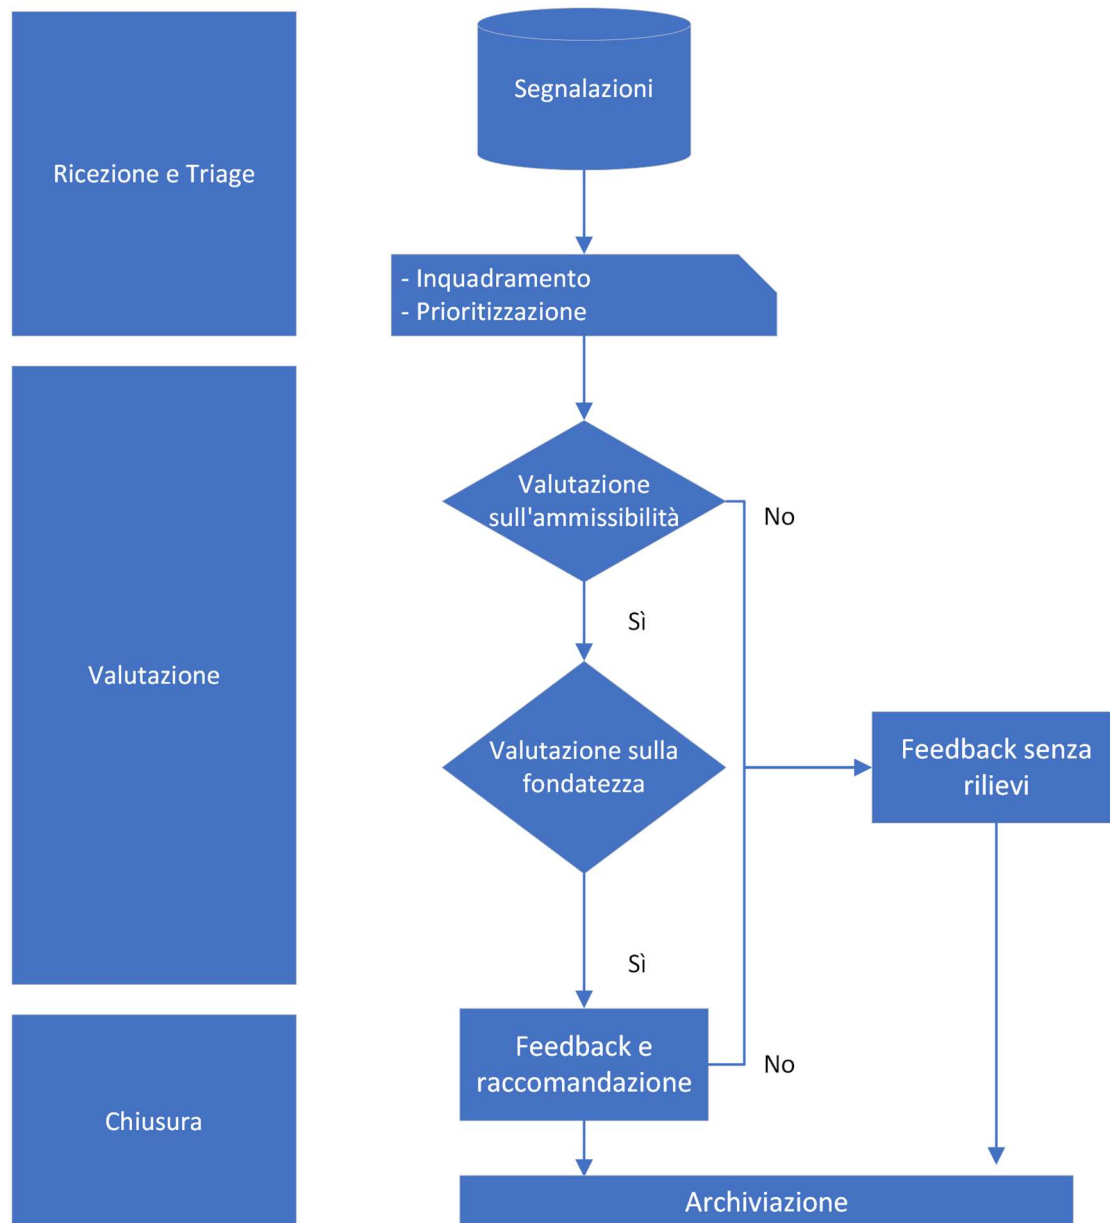 Segnalazioni
Ricezione e Triage
- Inquadramento
- Prioritizzazione
Valutazione
sull'ammissibilità
No
Sì
Valutazione
Valutazione sulla
fondatezza
Feedback senza
rilievi
Sì
Feedback e
raccomandazione
No
Chiusura
Archiviazione